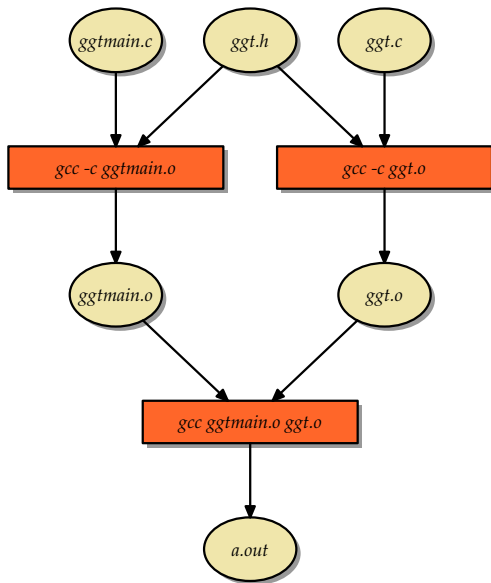 ggtmain.c
ggt.h
ggt.c
gcc -c ggtmain.o
gcc -c ggt.o
ggtmain.o
ggt.o
gcc ggtmain.o ggt.o
a.out